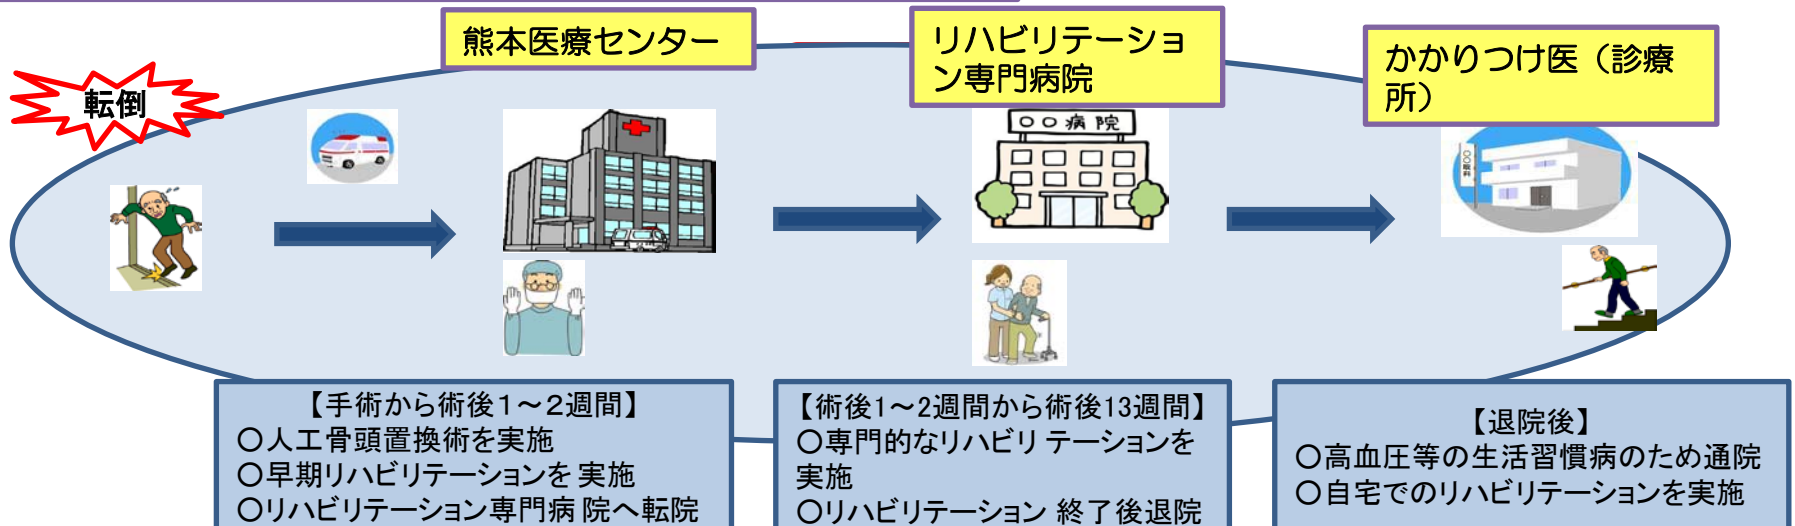 熊本医療センター
リハビリテーショ
ン専門病院
かかりつけ医（診療
所）
転倒
〇〇病院
【手術から術後１～２週間】
〇人工骨頭置換術を実施
〇早期リハビリテーションを 実施
〇リハビリテーション専門病 院へ転院
【術後1～2週間から術後13週間】
〇専門的なリハビリ テーションを
実施
〇リハビリテーション 終了後退院
【退院後】
〇高血圧等の生活習慣病のため通院
〇自宅でのリハビリテーションを実施